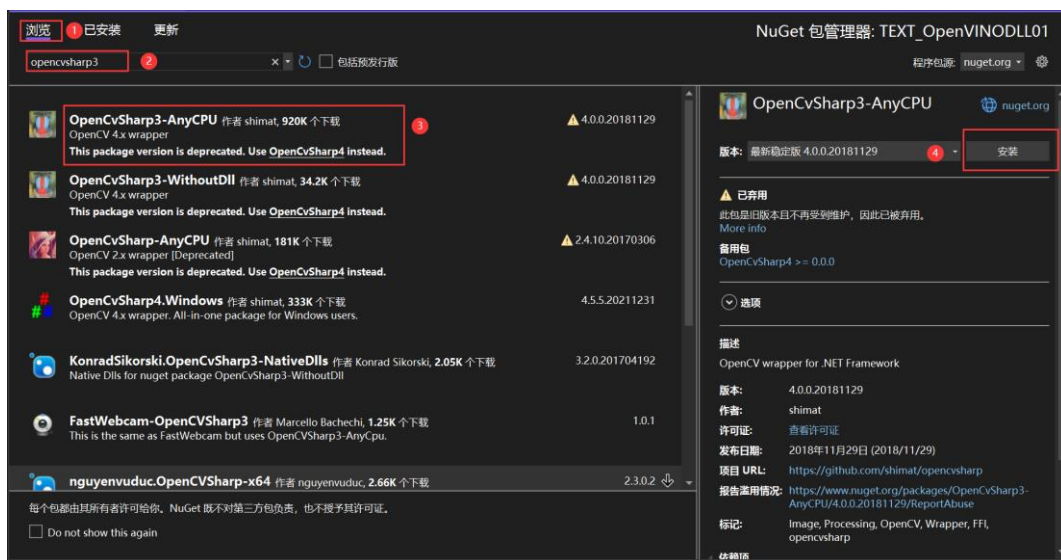 浏览 1 已安装 更新
NuGet 包管理器: TEXT_OpenVINODLL01
opencvsharp3 2 包括预发行版
程序包源: nuget.org
OpenCvSharp3-AnyCPU 作者 shimat, 920K 个下载
4.0.0.20181129
OpenCV 4.x wrapper
This package version is deprecated. Use OpenCvSharp4 instead.
3
OpenCvSharp3-WithoutDll 作者 shimat, 34.2K 个下载
4.0.0.20181129
OpenCV 4.x wrapper
This package version is deprecated. Use OpenCvSharp4 instead.
OpenCvSharp-AnyCPU 作者 shimat, 181K 个下载
2.4.10.20170306
OpenCV 2.x wrapper [Deprecated]
This package version is deprecated. Use OpenCvSharp4 instead.
OpenCvSharp4.Windows 作者 shimat, 333K 个下载
4.5.5.20211231
OpenCV 4.x wrapper. All-in-one package for Windows users.
KonradSikorski.OpenCvSharp3-NativeDlls 作者 Konrad Sikorski, 2.05K 个下载
3.2.0.201704192
Native Dlls for nuget package OpenCvSharp3-WithoutDll
FastWebcam-OpenCVSharp3 作者 Marcello Bachechi, 1.25K 个下载
1.0.1
This is the same as FastWebcam but uses OpenCVSharp3-AnyCpu.
nguyenvuduc.OpenCVSharp-x64 作者 nguyenvuduc, 2.66K 个下载
2.3.0.2
每个包都由其所有者许可给你。NuGet 既不对第三方包负责，也不授予其许可证。
Do not show this again
OpenCvSharp3-AnyCPU
nuget.org
版本: 最新稳定版 4.0.0.20181129 4 安装
已弃用
此包是旧版本且不再受到维护，因此已被弃用。
More info
备用包
OpenCvSharp4 >= 0.0.0
选项
描述
OpenCV wrapper for .NET Framework
版本: 4.0.0.20181129
作者: shimat
许可证: 查看许可证
发布日期: 2018年11月29日 (2018/11/29)
项目 URL: https://github.com/shimat/opencvsharp
报告滥用情况: https://www.nuget.org/packages/OpenCvSharp3-
AnyCPU/4.0.0.20181129/ReportAbuse
标记: Image, Processing, OpenCV, Wrapper, FFI,
opencvsharp
依赖项